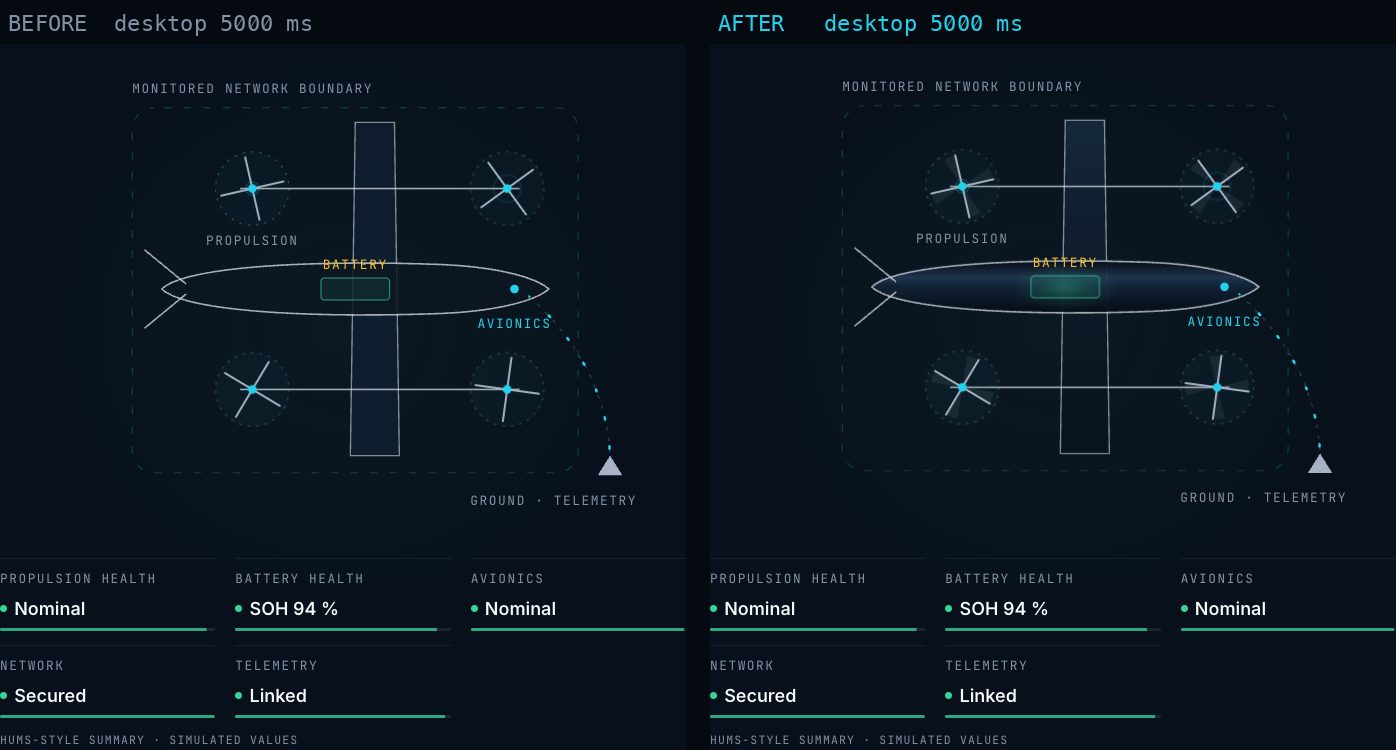 BEFORE desktop 5000 ms
MONITORED NETWORK BOUNDARY
PROPULSION
BATTERY
AVIONICS
GROUND · TELEMETRY
PROPULSION HEALTH
Nominal
BATTERY HEALTH
SOH 94 %
AVIONICS
Nominal
NETWORK
Secured
TELEMETRY
Linked
HUMS-STYLE SUMMARY · SIMULATED VALUES
AFTER desktop 5000 ms
MONITORED NETWORK BOUNDARY
PROPULSION
BATTERY
AVIONICS
GROUND · TELEMETRY
PROPULSION HEALTH
Nominal
BATTERY HEALTH
SOH 94 %
AVIONICS
Nominal
NETWORK
Secured
TELEMETRY
Linked
HUMS-STYLE SUMMARY · SIMULATED VALUES